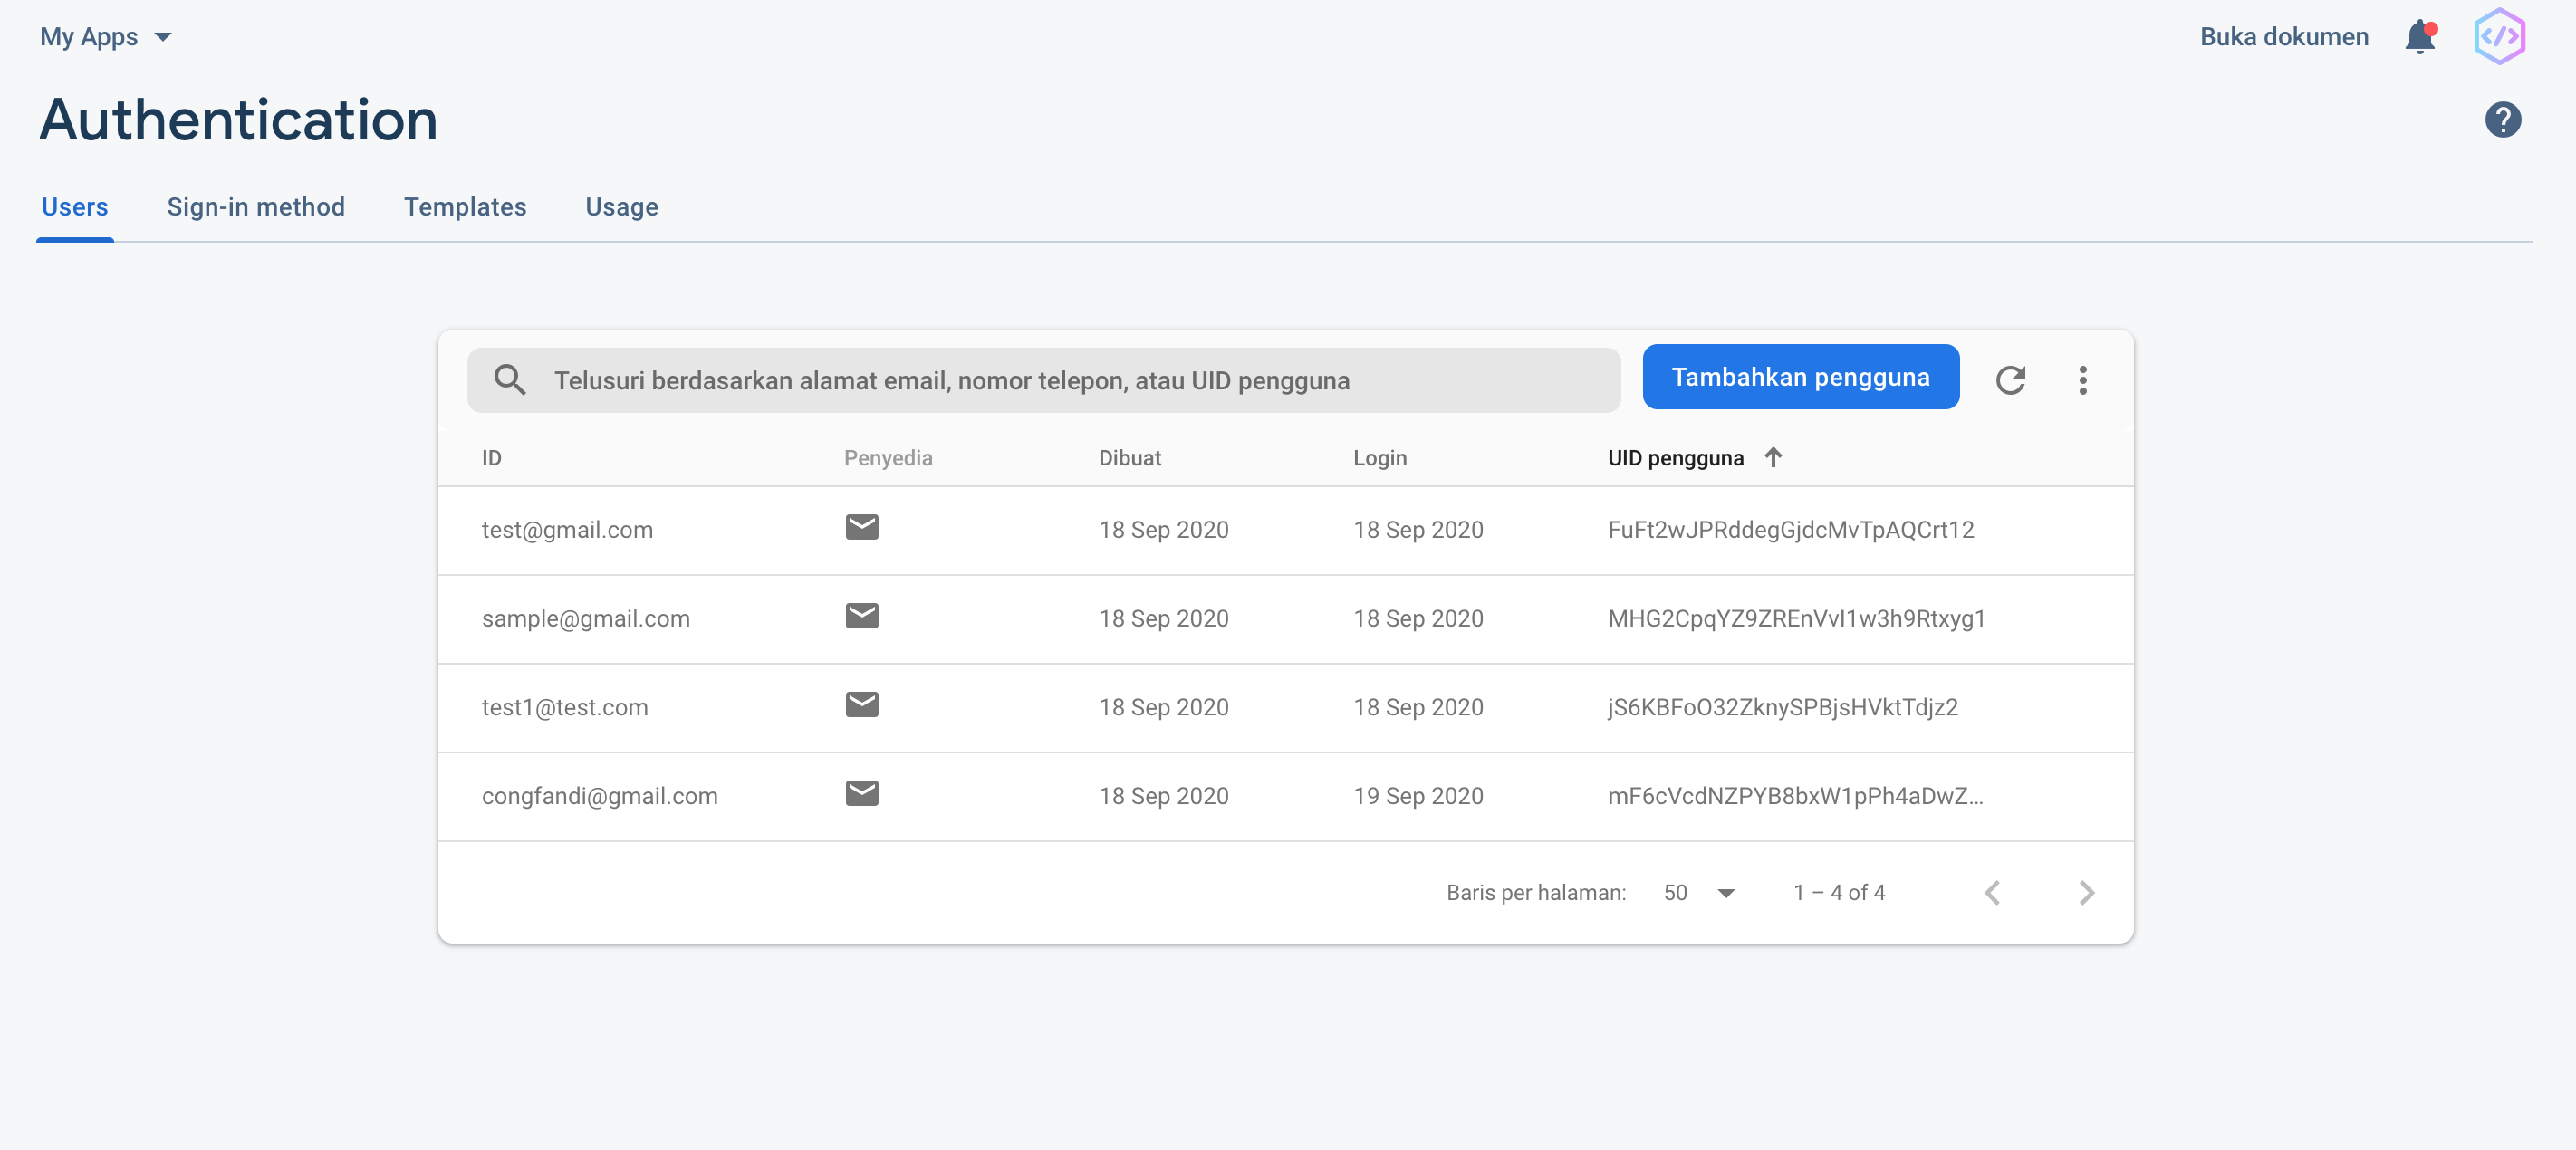 My Apps
Buka dokumen
Authentication
Users Sign-in method Templates Usage
Telusuri berdasarkan alamat email, nomor telepon, atau UID pengguna
Tambahkan pengguna
ID Penyedia Dibuat Login UID pengguna
test@gmail.com 18 Sep 2020 18 Sep 2020 FuFt2wJPRddegGjdcMvTpAQCrt12
sample@gmail.com 18 Sep 2020 18 Sep 2020 MHG2CpqYZ9ZREnVvI1w3h9Rtxyg1
test1@test.com 18 Sep 2020 18 Sep 2020 jS6KBFoO32ZknySPBjsHVktTdjz2
congfandi@gmail.com 18 Sep 2020 19 Sep 2020 mF6cVcdNZPYB8bxW1pPh4aDwZ...
Baris per halaman: 50 1 – 4 of 4